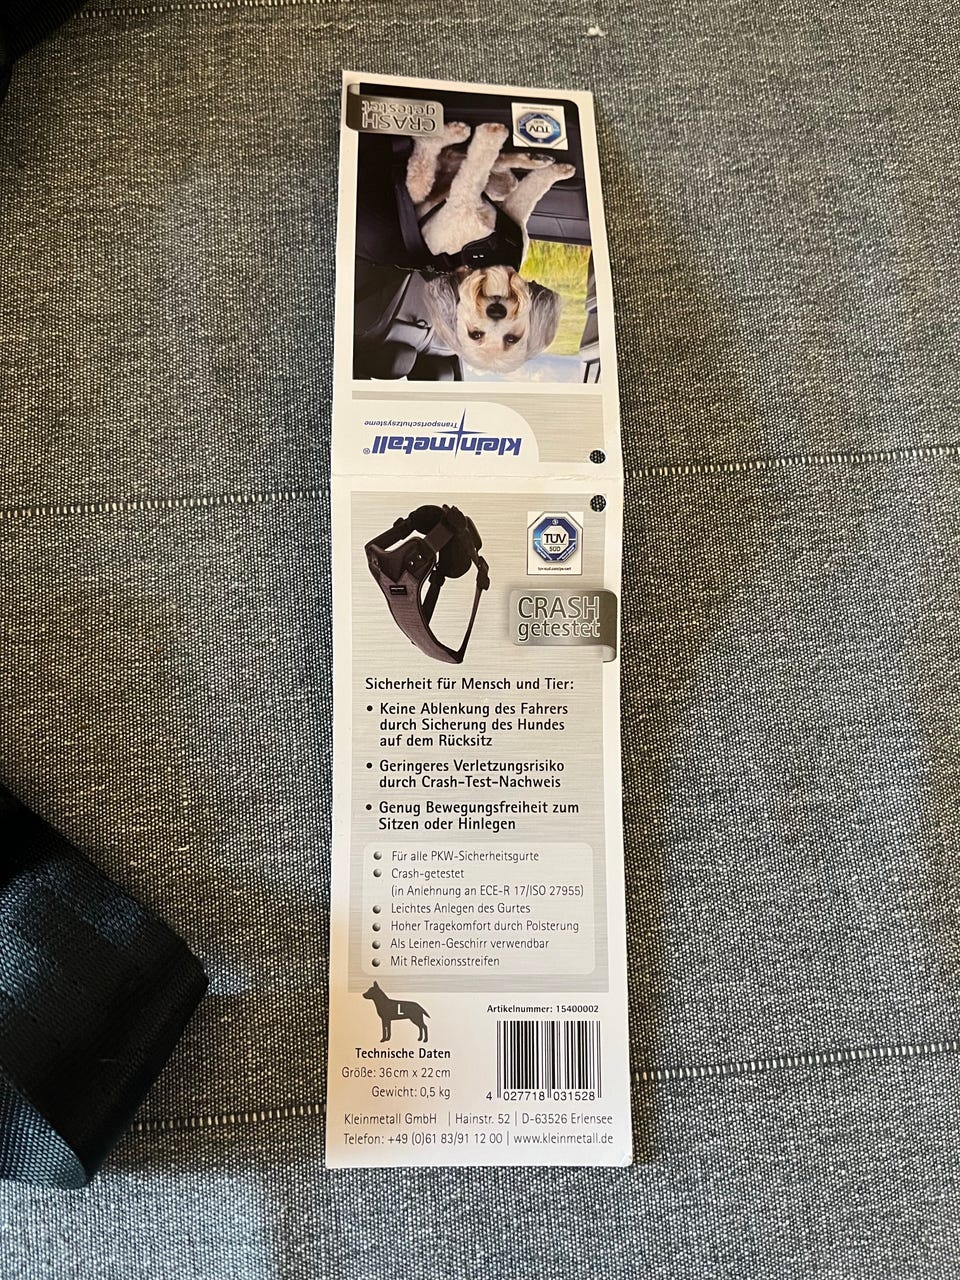 CRASH
getestet
TÜV
SÜD
klein metall®
Transportschutzsysteme
TÜV
SÜD
CRASH
getestet
Sicherheit für Mensch und Tier:
• Keine Ablenkung des Fahrers
durch Sicherung des Hundes
auf dem Rücksitz
• Geringeres Verletzungsrisiko
durch Crash-Test-Nachweis
• Genug Bewegungsfreiheit zum
Sitzen oder Hinlegen
Für alle PKW-Sicherheitsgurte
Crash-getestet
(in Anlehnung an ECE-R 17/ISO 27955)
Leichtes Anlegen des Gurtes
Hoher Tragekomfort durch Polsterung
Als Leinen-Geschirr verwendbar
Mit Reflexionsstreifen
L
Artikelnummer: 15400002
Technische Daten
Größe: 36 cm x 22 cm
Gewicht: 0,5 kg
4 027718 031528
Kleinmetall GmbH | Hainstr. 52 | D-63526 Erlensee
Telefon: +49 (0)61 83/91 12 00 | www.kleinmetall.de